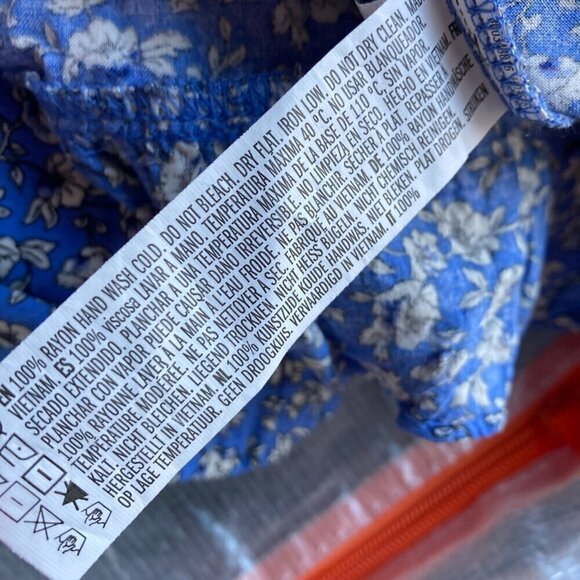 EN 100% RAYON HAND WASH COLD. DO NOT BLEACH. DRY FLAT. IRON LOW. DO NOT DRY CLEAN. MADE
VIETNAM. ES 100% viscosa LAVAR A MANO. TEMPERATURA MAXIMA 40 °C. NO USAR BLANQUEADOR.
SECADO EXTENDIDO. PLANCHAR A UNA TEMPERATURA MAXIMA DE LA BASE DE 110 °C, SIN VAPOR.
PLANCHAR CON VAPOR PUEDE CAUSAR DANO IRREVERSIBLE. NO LIMPIEZA EN SECO. HECHO EN VIETNAM. FR
100% RAYONNE LAVER À LA MAIN À L'EAU FROIDE- NE PAS BLANCHIR. SÉCHER À PLAT. REPASSER À
TEMPERATURE MODÉRÉE. NE PAS NETTOYER A SEC. FABRIQUÉ AU VIETNAM. DE 100% RAYON HANDWÄSCHE
KALT. NICHT BLEICHEN. LIEGENT TROCKNEN. NICHT HEISS BÜGELN. NICHT CHEMISCH REINIGEN.
HERGESTELLT IN VIETNAM NL 100% KUNSTZIJDE KOUDE HANDWAS. NIET BLEKEN. PLAT DROGEN. STRIJKEN
OP LAGE TEMPERATUUR. GEEN DROOGKUIS. VERVAARDIGD IN VIETNAM. IT 100%